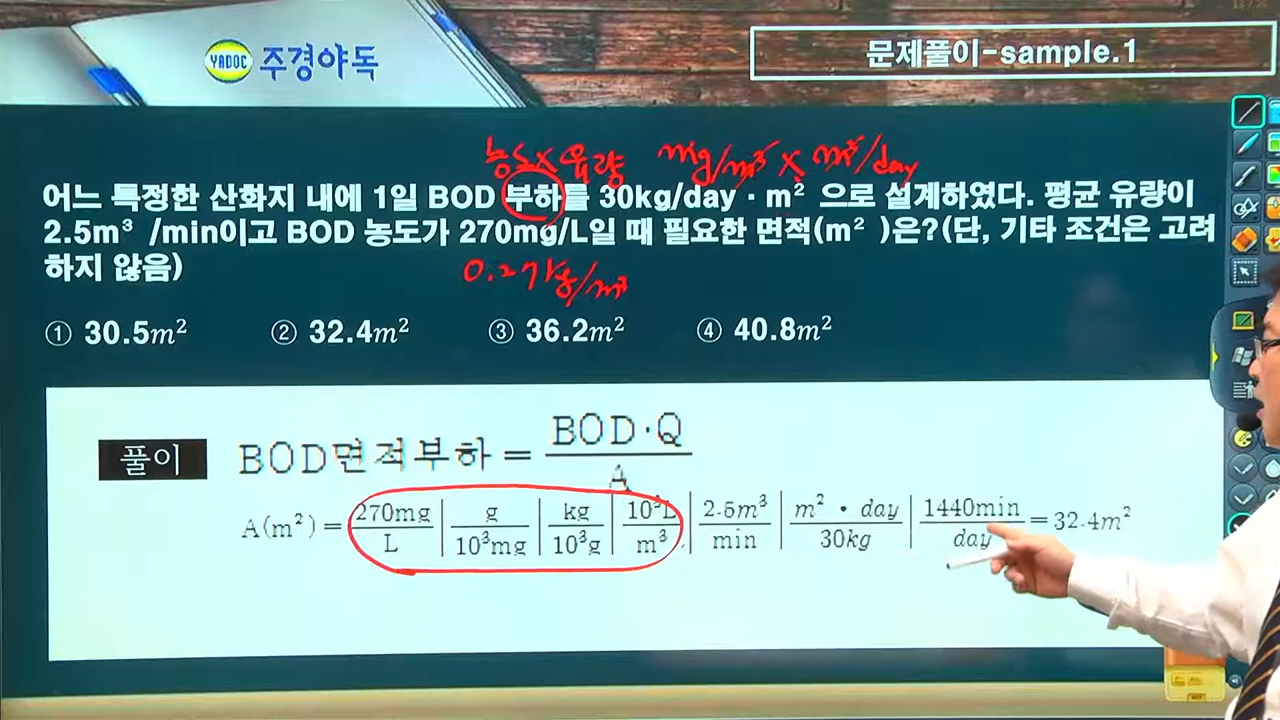 YADOC 주경야독
문제풀이-sample.1
농도×유량 mg/m³ × m³/day
어느 특정한 산화지 내에 1일 BOD 부하를 30kg/day · m² 으로 설계하였다. 평균 유량이
2.5m³ /min이고 BOD 농도가 270mg/L일 때 필요한 면적(m² )은?(단, 기타 조건은 고려
하지 않음)
0.27kg/m³
① 30.5m² ② 32.4m² ③ 36.2m² ④ 40.8m²
풀이 BOD면적부하 = BOD·Q / A
A(m²) = 270mg/L | g/10³mg | kg/10³g | 10³L/m³ | 2.5m³/min | m² · day/30kg | 1440min/day = 32.4m²